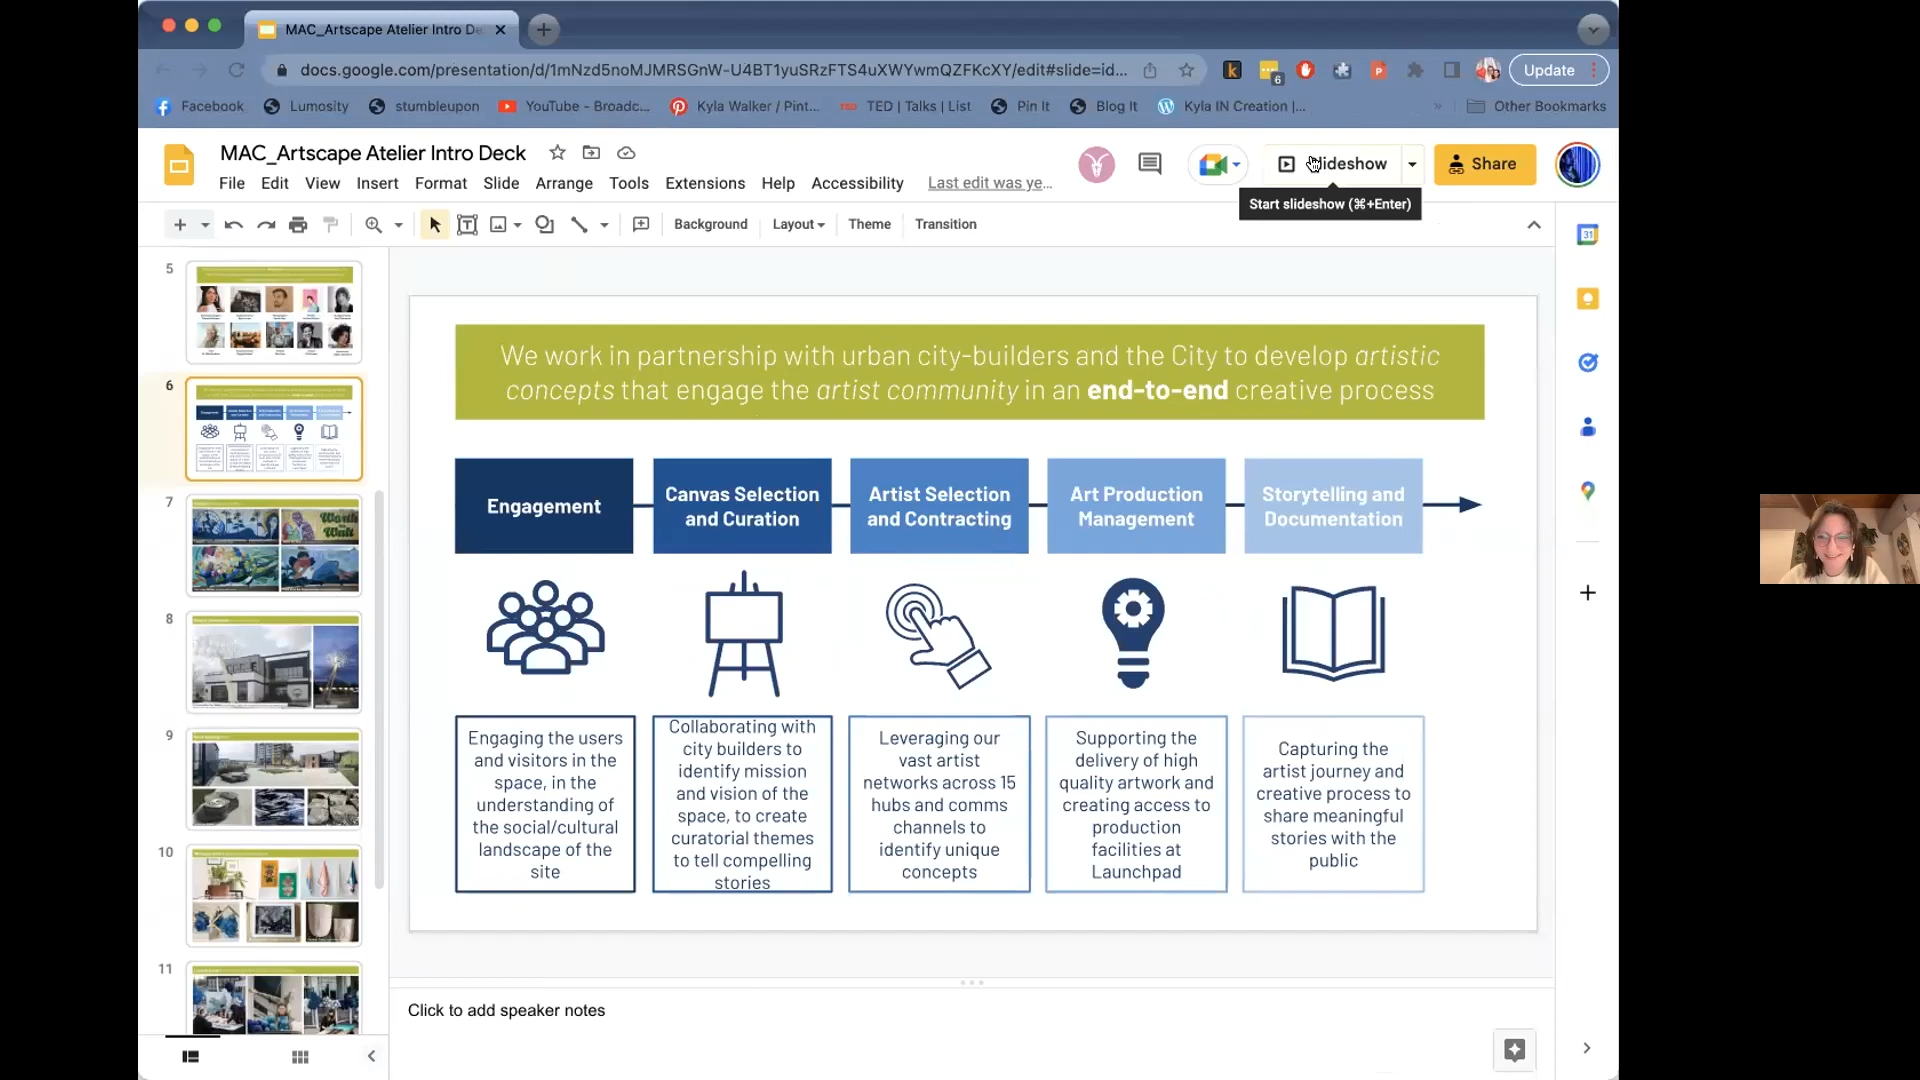 MAC_Artscape Atelier Intro De
docs.google.com/presentation/d/1mNzd5noMJMRSGnW-U4BT1yuSRzFTS4uXWYwmQZFKcXY/edit#slide=id...
6
Update
Facebook
Lumosity
stumbleupon
YouTube - Broadc...
Kyla Walker / Pint...
TED | Talks | List
Pin It
Blog It
Kyla IN Creation |...
»
Other Bookmarks
MAC_Artscape Atelier Intro Deck
File Edit View Insert Format Slide Arrange Tools Extensions Help Accessibility Last edit was ye...
Slideshow
Share
Start slideshow (⌘+Enter)
Background Layout Theme Transition
31
5
6
7
8
9
10
11
We work in partnership with urban city-builders and the City to develop artistic
concepts that engage the artist community in an end-to-end creative process
Engagement
Canvas Selection
and Curation
Artist Selection
and Contracting
Art Production
Management
Storytelling and
Documentation
Engaging the users
and visitors in the
space, in the
understanding of
the social/cultural
landscape of the
site
Collaborating with
city builders to
identify mission
and vision of the
space, to create
curatorial themes
to tell compelling
stories
Leveraging our
vast artist
networks across 15
hubs and comms
channels to
identify unique
concepts
Supporting the
delivery of high
quality artwork and
creating access to
production
facilities at
Launchpad
Capturing the
artist journey and
creative process to
share meaningful
stories with the
public
Click to add speaker notes